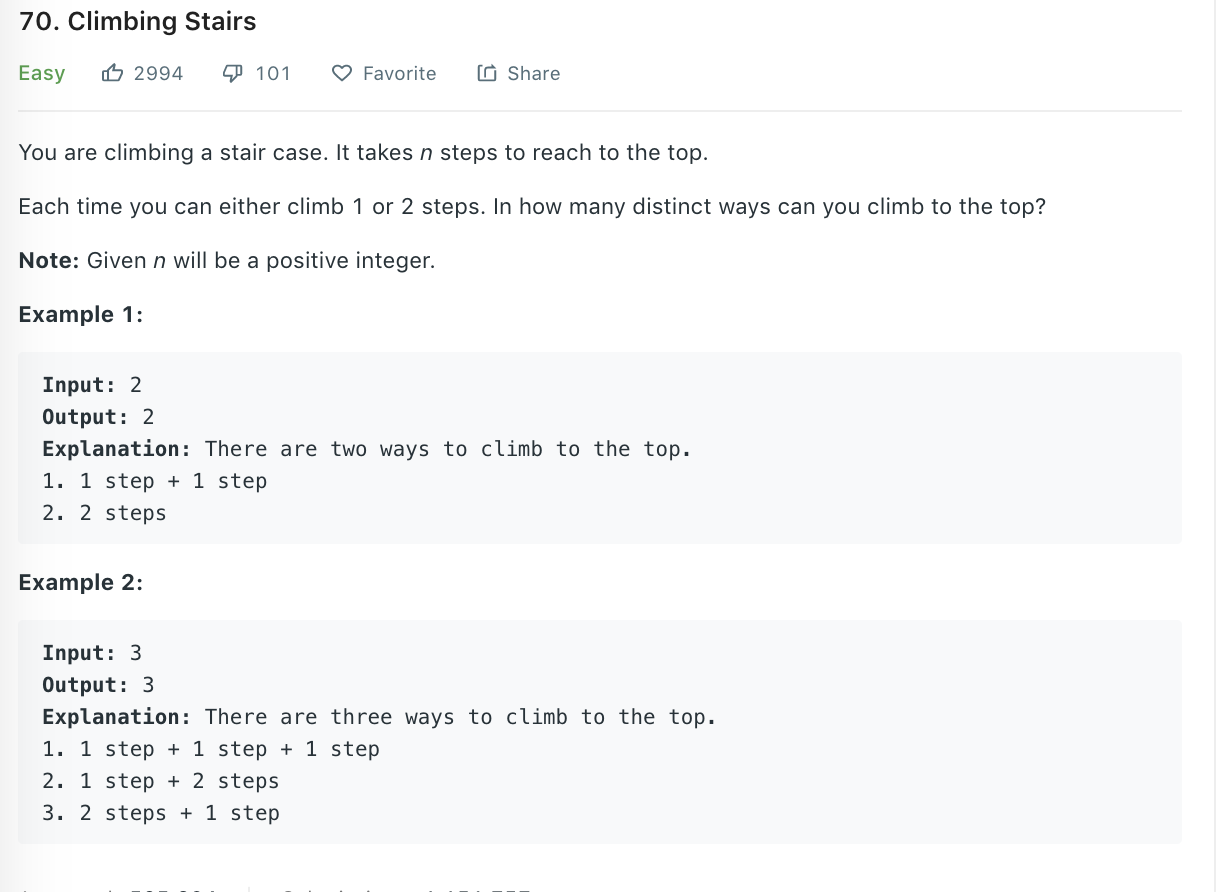 70. Climbing Stairs
Easy 2994 101 Favorite Share
You are climbing a stair case. It takes n steps to reach to the top.
Each time you can either climb 1 or 2 steps. In how many distinct ways can you climb to the top?
Note: Given n will be a positive integer.
Example 1:
Input: 2
Output: 2
Explanation: There are two ways to climb to the top.
1. 1 step + 1 step
2. 2 steps
Example 2:
Input: 3
Output: 3
Explanation: There are three ways to climb to the top.
1. 1 step + 1 step + 1 step
2. 1 step + 2 steps
3. 2 steps + 1 step